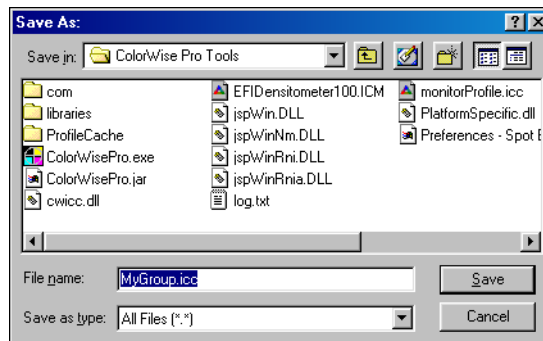 Save As:
Save in: ColorWise Pro Tools
com
libraries
ProfileCache
ColorWisePro.exe
ColorWisePro.jar
cwicc.dll
EFIDensitometer100.ICM
jspWin.DLL
jspWinNm.DLL
jspWinRni.DLL
jspWinRnia.DLL
log.txt
monitorProfile.icc
PlatformSpecific.dll
Preferences - Spot
File name: MyGroup.icc
Save
Save as type: All Files (*.*)
Cancel